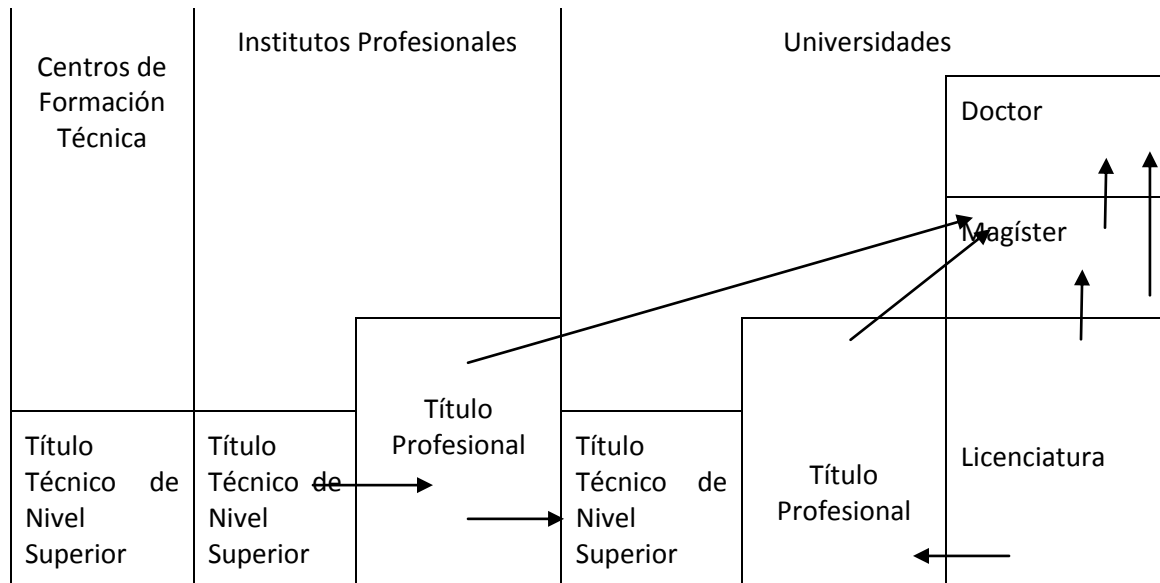 Centros de
Formación
Técnica
Institutos Profesionales
Universidades
Doctor
Magíster
Título
Técnico de
Nivel
Superior
Título
Técnico de
Nivel
Superior
Título
Profesional
Título
Técnico de
Nivel
Superior
Título
Profesional
Licenciatura